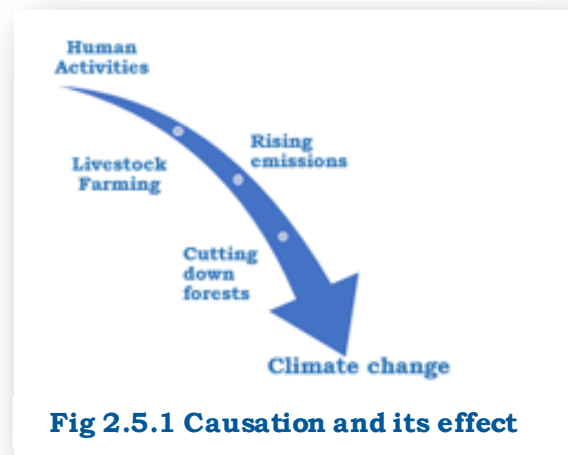 Human
Activities
Rising
emissions
Livestock
Farming
Cutting
down
forests
Climate change
Fig 2.5.1 Causation and its effect